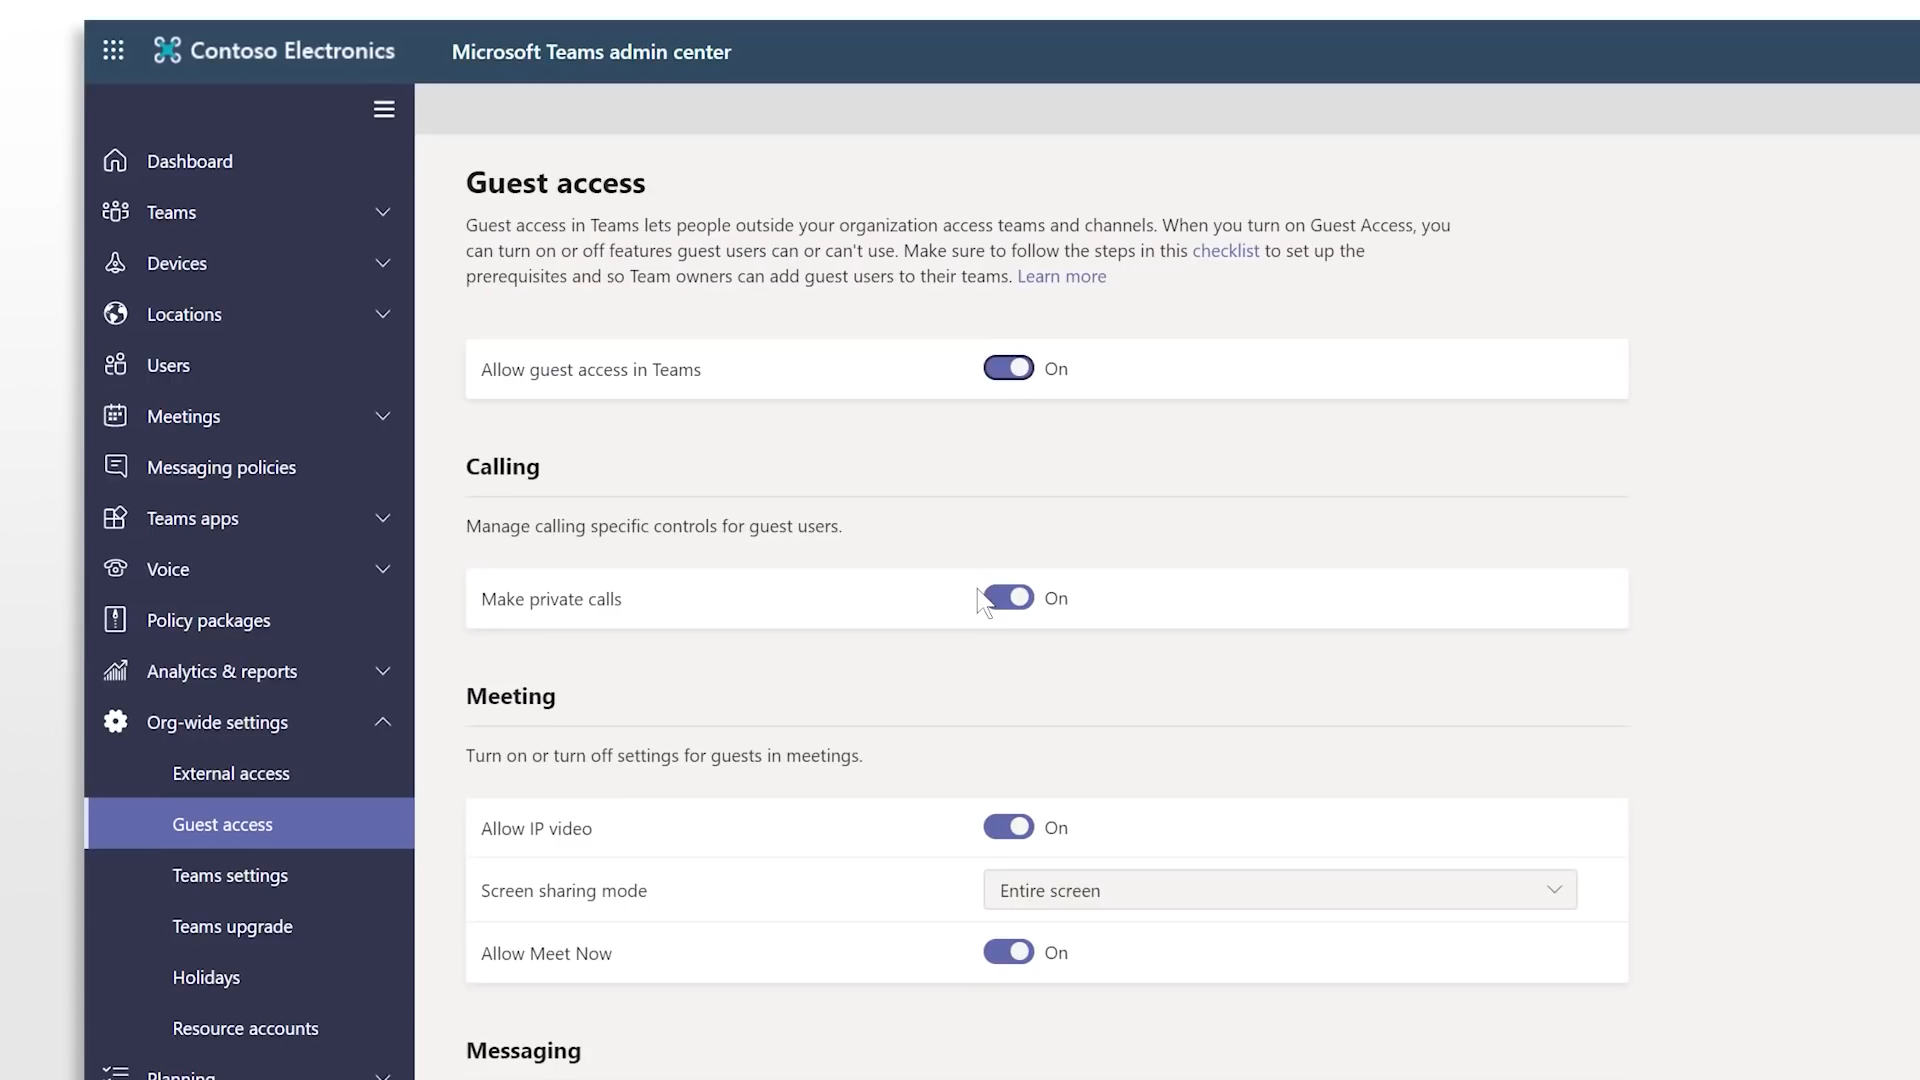 Contoso Electronics
Microsoft Teams admin center
Dashboard
Teams
Devices
Locations
Users
Meetings
Messaging policies
Teams apps
Voice
Policy packages
Analytics & reports
Org-wide settings
External access
Guest access
Teams settings
Teams upgrade
Holidays
Resource accounts
Planning
Guest access
Guest access in Teams lets people outside your organization access teams and channels. When you turn on Guest Access, you
can turn on or off features guest users can or can't use. Make sure to follow the steps in this checklist to set up the
prerequisites and so Team owners can add guest users to their teams. Learn more
Allow guest access in Teams On
Calling
Manage calling specific controls for guest users.
Make private calls On
Meeting
Turn on or turn off settings for guests in meetings.
Allow IP video On
Screen sharing mode Entire screen
Allow Meet Now On
Messaging